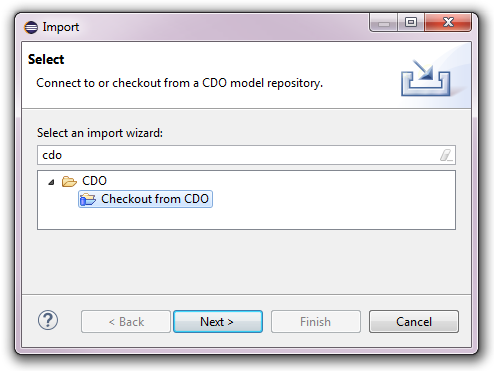 Import
Select
Connect to or checkout from a CDO model repository.
Select an import wizard:
cdo
CDO
Checkout from CDO
< Back
Next >
Finish
Cancel